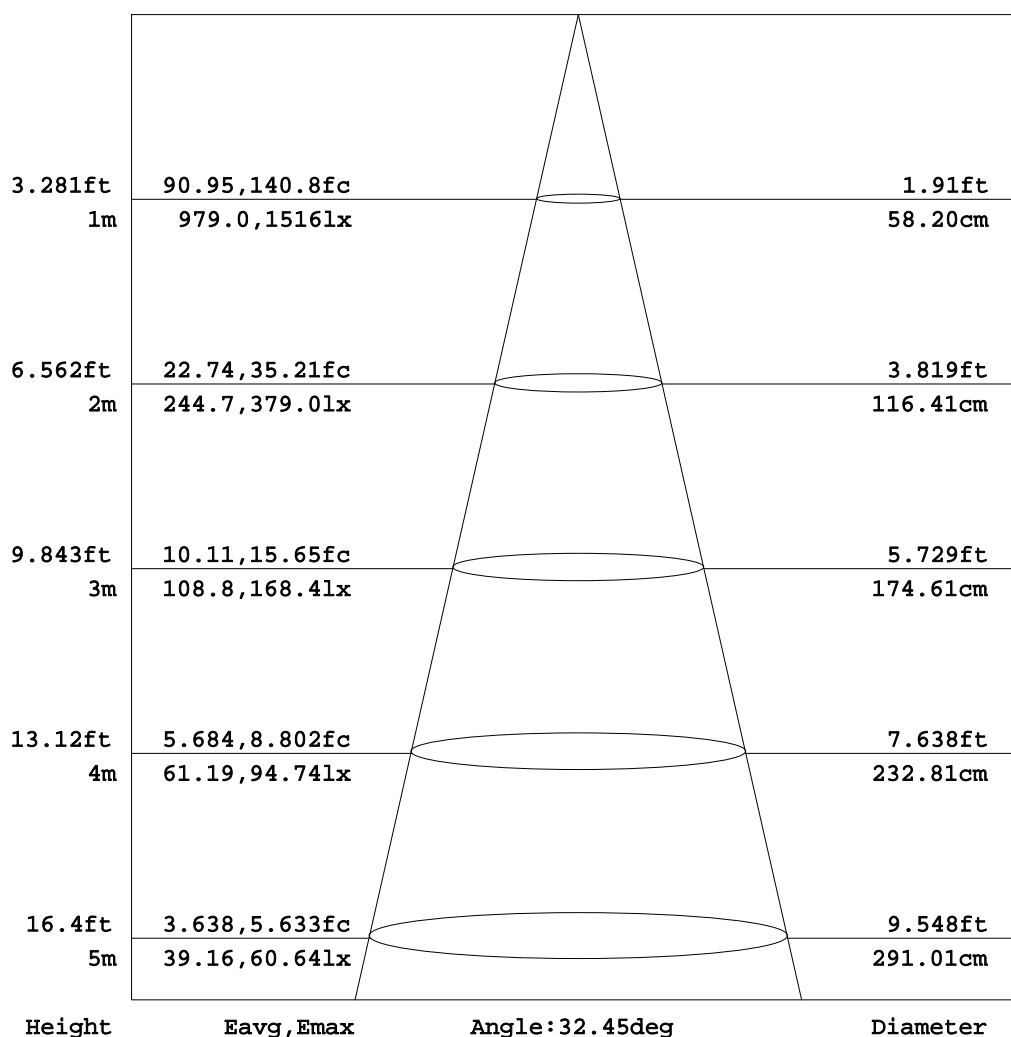 3.281ft 90.95,140.8fc 1.91ft
1m 979.0,1516lx 58.20cm
6.562ft 22.74,35.21fc 3.819ft
2m 244.7,379.0lx 116.41cm
9.843ft 10.11,15.65fc 5.729ft
3m 108.8,168.4lx 174.61cm
13.12ft 5.684,8.802fc 7.638ft
4m 61.19,94.74lx 232.81cm
16.4ft 3.638,5.633fc 9.548ft
5m 39.16,60.64lx 291.01cm
Height Eavg,Emax Angle:32.45deg Diameter